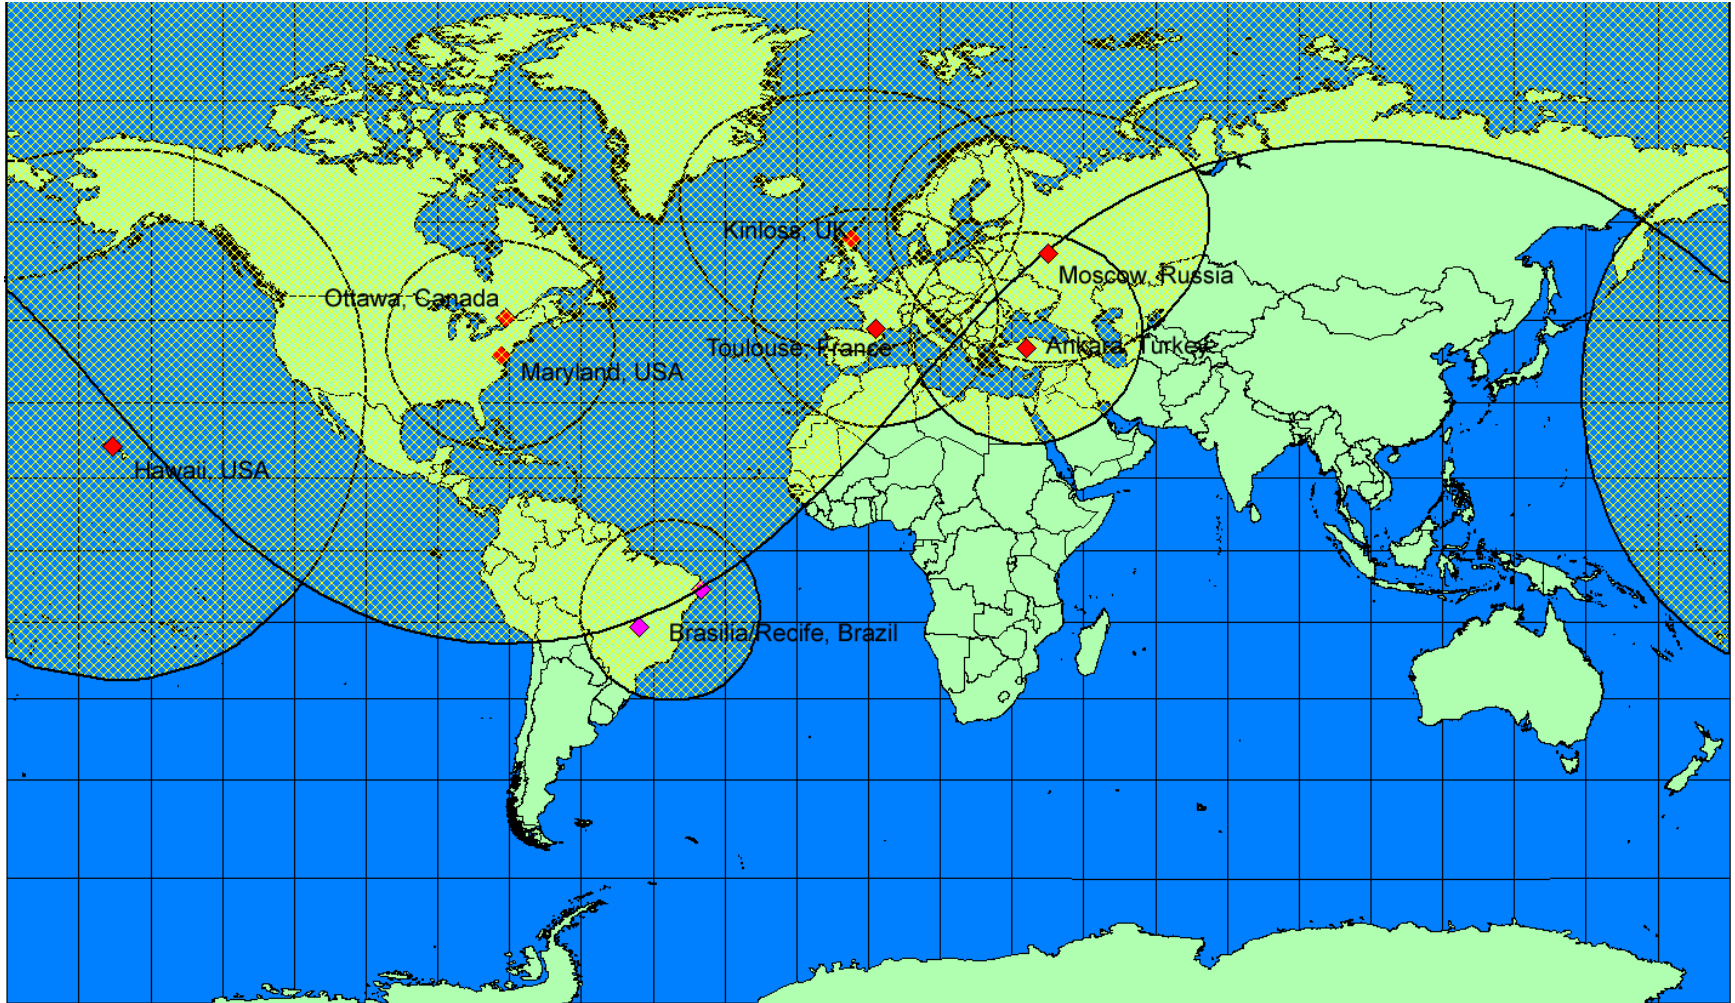 Kinloss, UK
Moscow, Russia
Ottawa, Canada
Toulouse, France
Ankara, Turkey
Maryland, USA
Hawaii, USA
Brasilia/Recife, Brazil